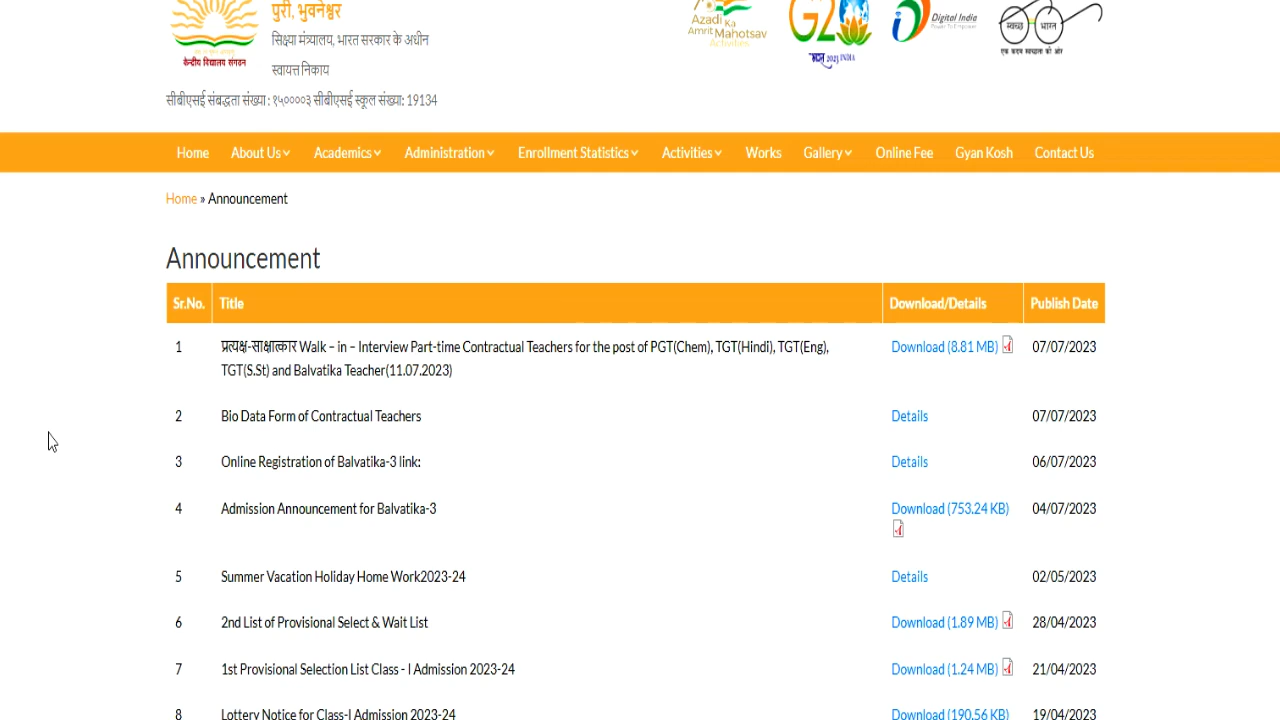 पुरी, भुवनेश्वर
सिक्ष्या मंत्र्यालय, भारत सरकार के अधीन
स्वायत्त निकाय
केन्द्रीय विद्यालय संगठन
Azadi Ka
Amrit Mahotsav
G20
2023 INDIA
Digital India
Power To Empower
स्वच्छ भारत
एक कदम स्वच्छता की ओर
सीबीएसई संबद्धता संख्या : १५००००३ सीबीएसई स्कूल संख्या: 19134
Home About Us Academics Administration Enrollment Statistics Activities Works Gallery Online Fee Gyan Kosh Contact Us
Home » Announcement
Announcement
Sr.No. Title Download/Details Publish Date
1 प्रत्यक्ष-साक्षात्कार Walk – in – Interview Part-time Contractual Teachers for the post of PGT(Chem), TGT(Hindi), TGT(Eng), Download (8.81 MB) 07/07/2023
TGT(S.St) and Balvatika Teacher(11.07.2023)
2 Bio Data Form of Contractual Teachers Details 07/07/2023
3 Online Registration of Balvatika-3 link: Details 06/07/2023
4 Admission Announcement for Balvatika-3 Download (753.24 KB) 04/07/2023
5 Summer Vacation Holiday Home Work2023-24 Details 02/05/2023
6 2nd List of Provisional Select & Wait List Download (1.89 MB) 28/04/2023
7 1st Provisional Selection List Class - I Admission 2023-24 Download (1.24 MB) 21/04/2023
8 Lottery Notice for Class-I Admission 2023-24 Download (190.56 KB) 19/04/2023